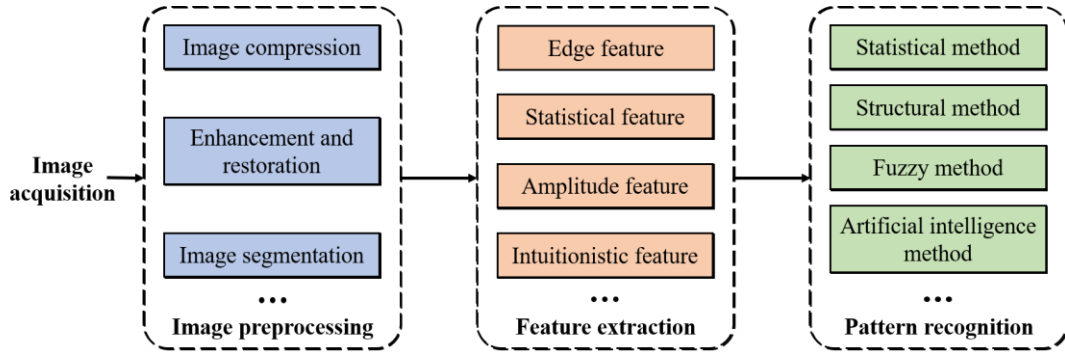 Image
acquisition
Image compression
Enhancement and
restoration
Image segmentation
...
Image preprocessing
Edge feature
Statistical feature
Amplitude feature
Intuitionistic feature
...
Feature extraction
Statistical method
Structural method
Fuzzy method
Artificial intelligence
method
...
Pattern recognition